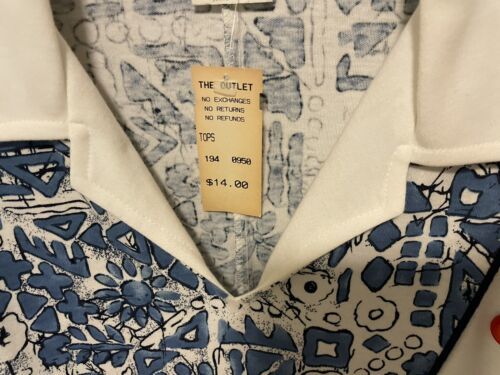 THE OUTLET
NO EXCHANGES
NO RETURNS
NO REFUNDS
TOPS
194 0950
$14.00